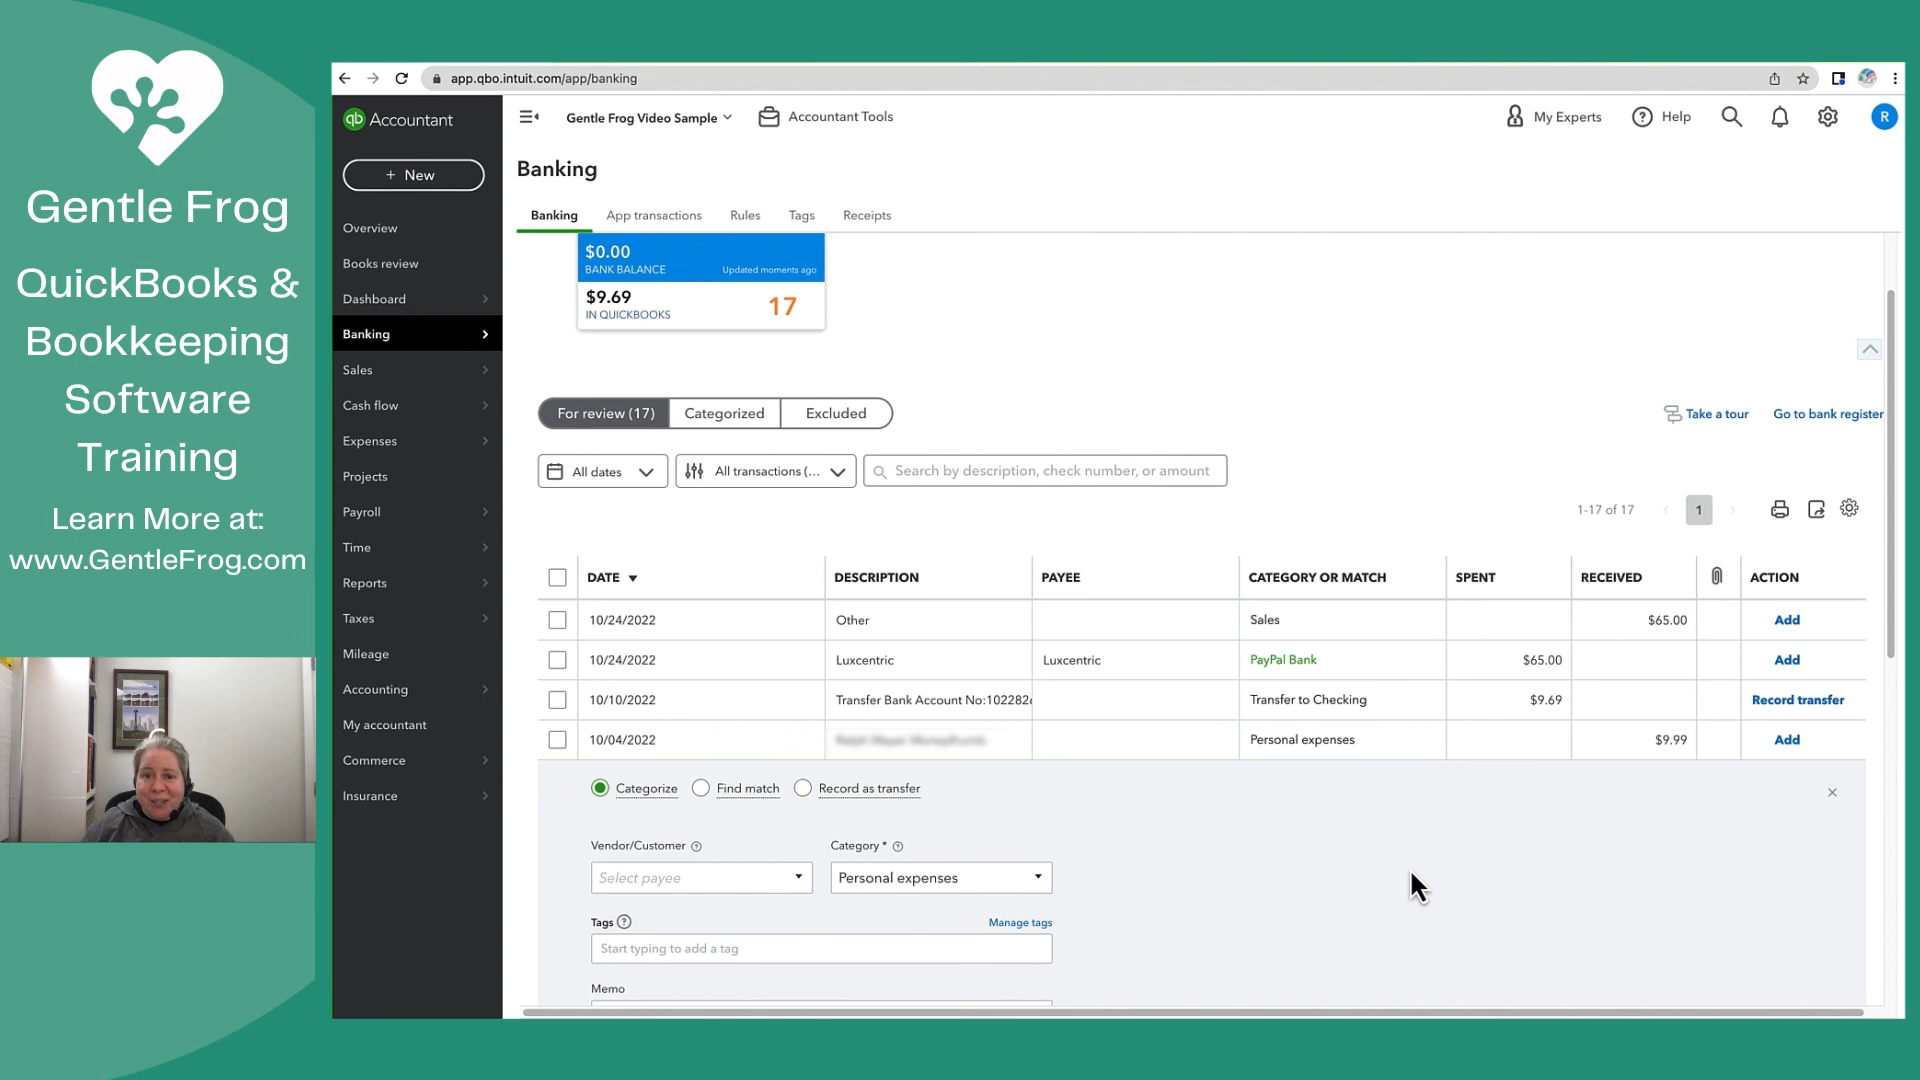 Gentle Frog
QuickBooks &
Bookkeeping
Software
Training
Learn More at:
www.GentleFrog.com
app.qbo.intuit.com/app/banking
qb Accountant
+ New
Overview
Books review
Dashboard
Banking
Sales
Cash flow
Expenses
Projects
Payroll
Time
Reports
Taxes
Mileage
Accounting
My accountant
Commerce
Insurance
Gentle Frog Video Sample
Accountant Tools
My Experts
Help
R
Banking
Banking App transactions Rules Tags Receipts
$0.00
BANK BALANCE Updated moments ago
$9.69
IN QUICKBOOKS
17
For review (17) Categorized Excluded
Take a tour Go to bank register
All dates All transactions (... Search by description, check number, or amount
1-17 of 17 1
DATE DESCRIPTION PAYEE CATEGORY OR MATCH SPENT RECEIVED ACTION
10/24/2022 Other Sales $65.00 Add
10/24/2022 Luxcentric Luxcentric PayPal Bank $65.00 Add
10/10/2022 Transfer Bank Account No:102282 Transfer to Checking $9.69 Record transfer
10/04/2022 Personal expenses $9.99 Add
Categorize Find match Record as transfer
Vendor/Customer Category *
Select payee Personal expenses
Tags Manage tags
Start typing to add a tag
Memo